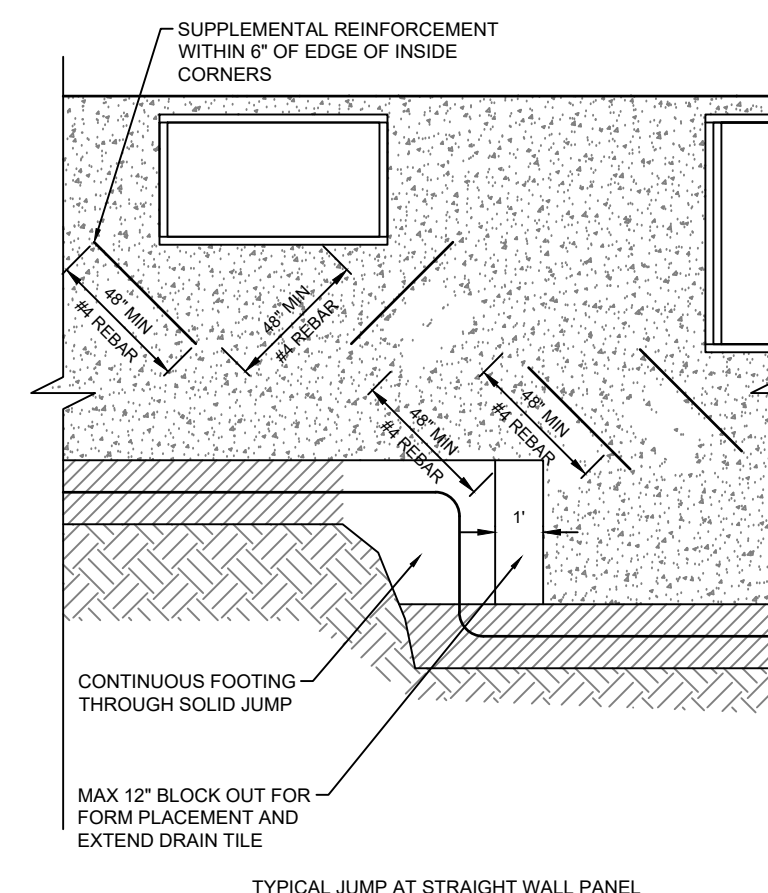 SUPPLEMENTAL REINFORCEMENT
WITHIN 6" OF EDGE OF INSIDE
CORNERS
48" MIN
#4 REBAR
48" MIN
#4 REBAR
48" MIN
#4 REBAR
48" MIN
#4 REBAR
1'
CONTINUOUS FOOTING
THROUGH SOLID JUMP
MAX 12" BLOCK OUT FOR
FORM PLACEMENT AND
EXTEND DRAIN TILE
TYPICAL JUMP AT STRAIGHT WALL PANEL